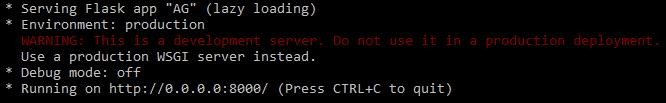 * Serving Flask app "AG" (lazy loading)
* Environment: production
WARNING: This is a development server. Do not use it in a production deployment.
Use a production WSGI server instead.
* Debug mode: off
* Running on http://0.0.0.0:8000/ (Press CTRL+C to quit)